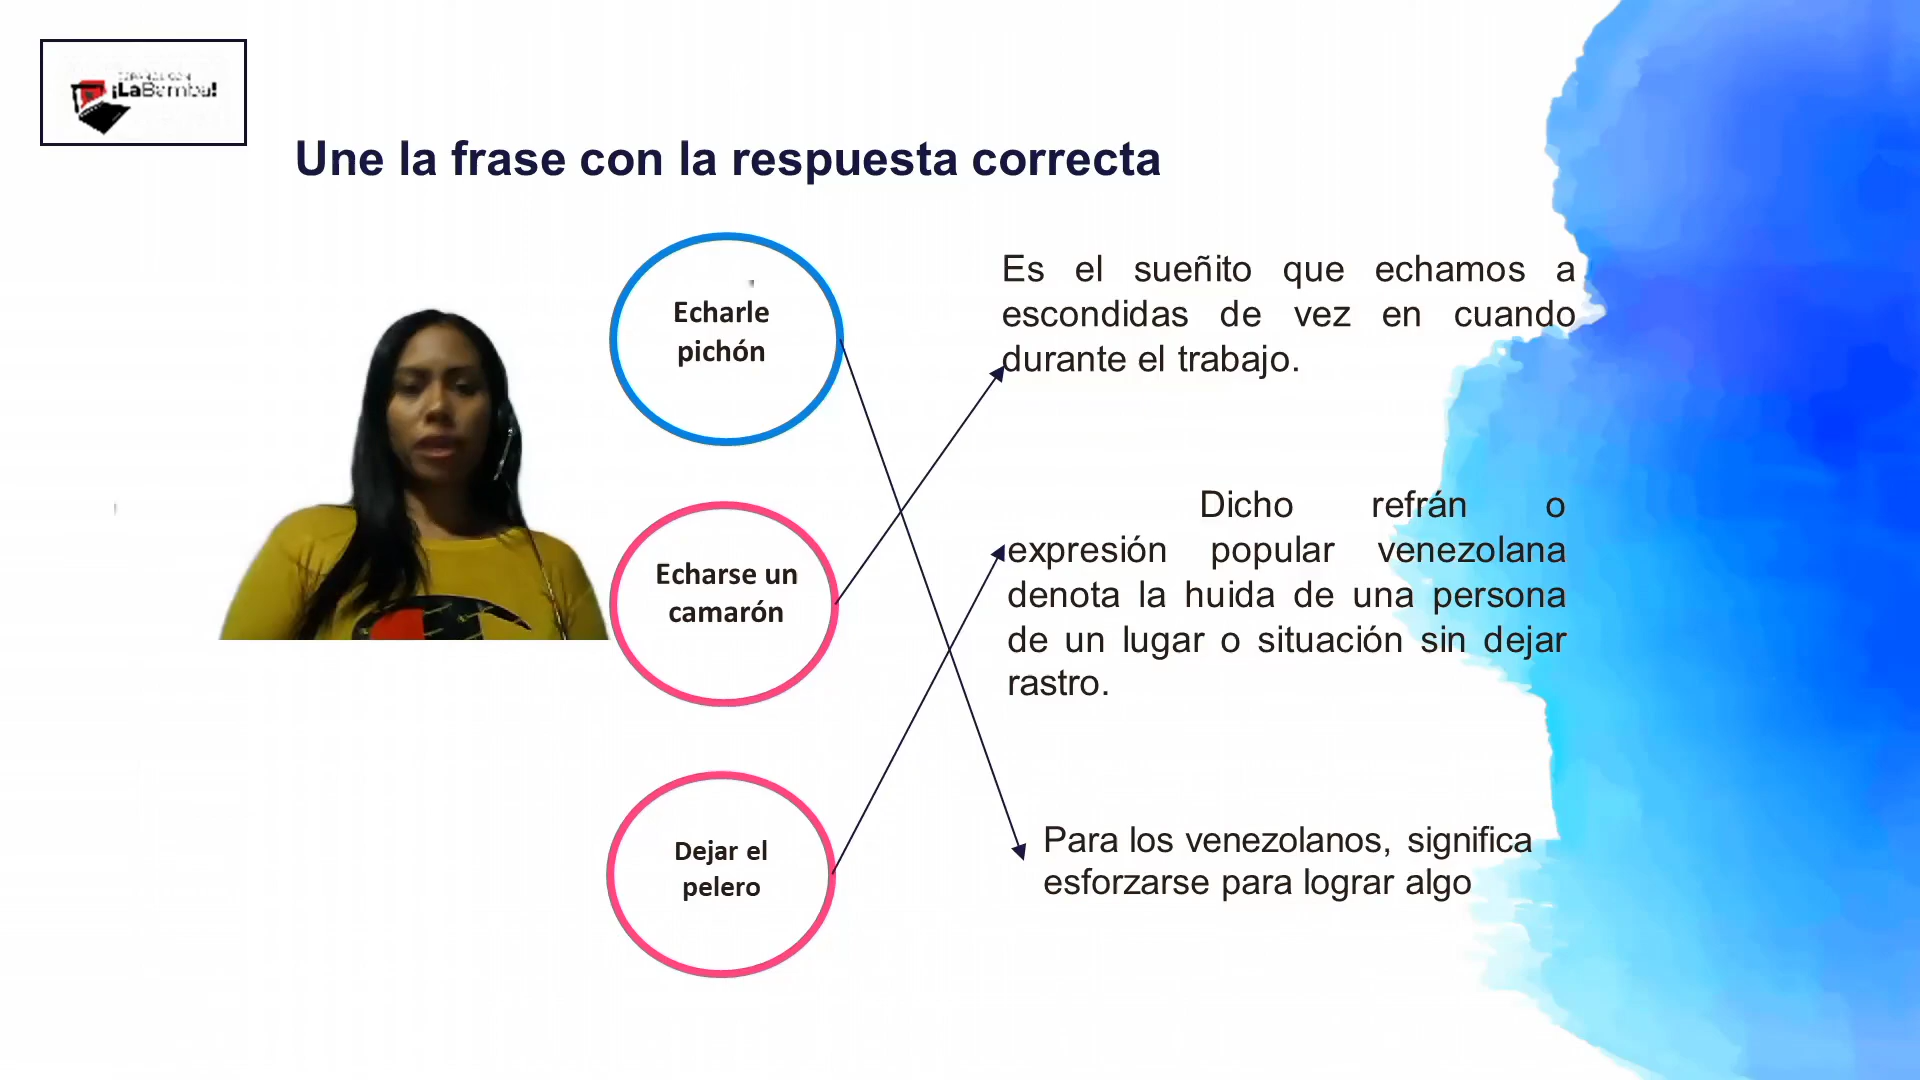 ¡LaBamba!
Une la frase con la respuesta correcta
Echarle
pichón
Es el sueñito que echamos a
escondidas de vez en cuando
durante el trabajo.
Echarse un
camarón
Dicho refrán o
expresión popular venezolana
denota la huida de una persona
de un lugar o situación sin dejar
rastro.
Dejar el
pelero
Para los venezolanos, significa
esforzarse para lograr algo